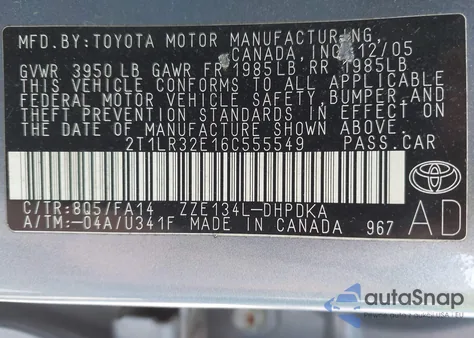 MFD.BY:TOYOTA MOTOR MANUFACTURING,
CANADA, INC. 12/05
GVWR 3950LB GAWR FR 1985LB RR 1985LB
THIS VEHICLE CONFORMS TO ALL APPLICABLE
FEDERAL MOTOR VEHICLE SAFETY, BUMPER,AND
THEFT PREVENTION STANDARDS IN EFFECT ON
THE DATE OF MANUFACTURE SHOWN ABOVE.
2T1LR32E16C555549 PASS.CAR
C/TR:8Q5/FA14 ZZE134L-DHPDKA
A/TM:-04A/U341F MADE IN CANADA 967
TOYOTA
AD
autoSnap